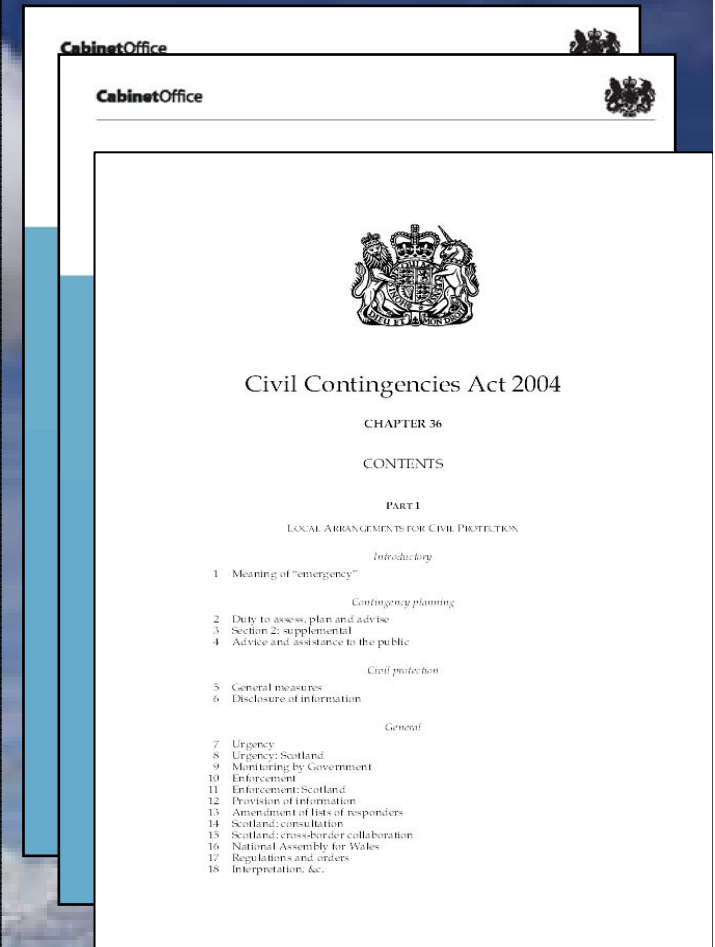 CabinetOffice
CabinetOffice
DIEU ET MON DROIT
Civil Contingencies Act 2004
CHAPTER 36
CONTENTS
PART 1
LOCAL ARRANGEMENTS FOR CIVIL PROTECTION
Introductory
1 Meaning of “emergency”
Contingency planning
2 Duty to assess, plan and advise
3 Section 2: supplemental
4 Advice and assistance to the public
Civil protection
5 General measures
6 Disclosure of information
General
7 Urgency
8 Urgency: Scotland
9 Monitoring by Government
10 Enforcement
11 Enforcement: Scotland
12 Provision of information
13 Amendment of lists of responders
14 Scotland: consultation
15 Scotland: cross-border collaboration
16 National Assembly for Wales
17 Regulations and orders
18 Interpretation, &c.